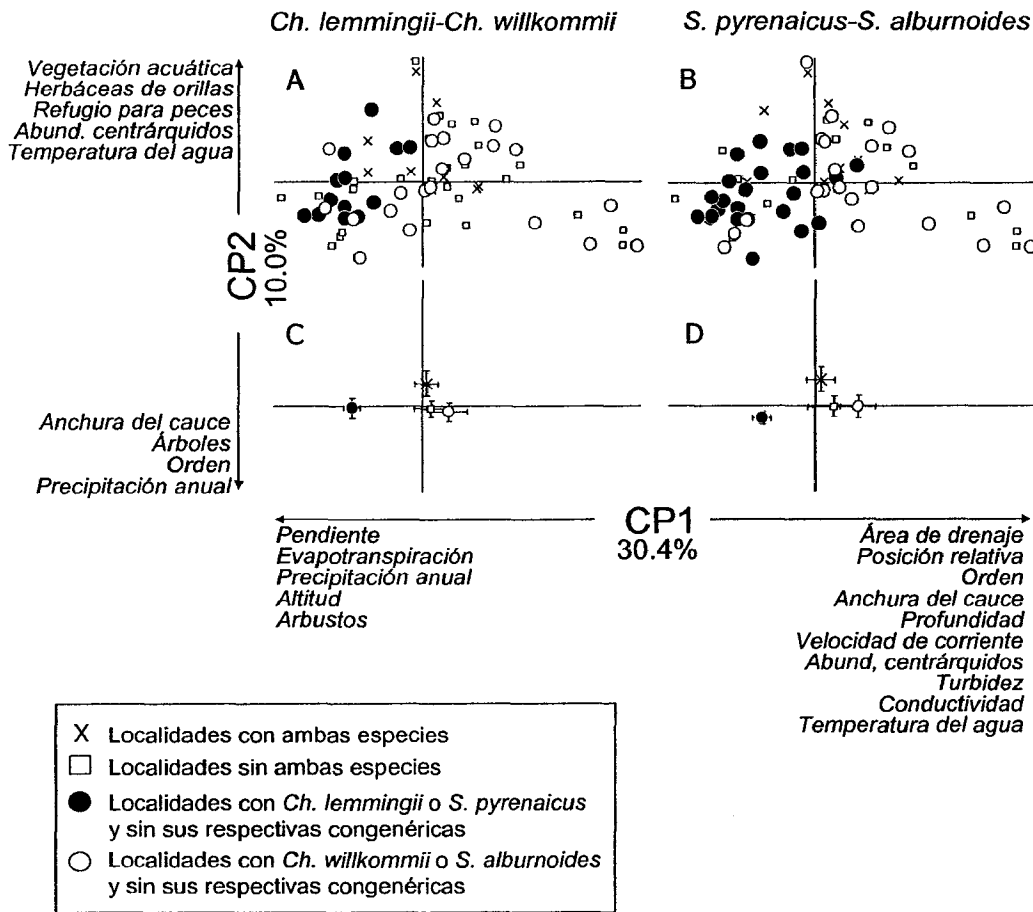 Ch. lemmingii-Ch. willkommii
S. pyrenaicus-S. alburnoides
Vegetación acuática
Herbáceas de orillas
Refugio para peces
Abund. centrárquidos
Temperatura del agua
A
B
CP2
10.0%
C
D
Anchura del cauce
Árboles
Orden
Precipitación anual
CP1
30.4%
Pendiente
Evapotranspiración
Precipitación anual
Altitud
Arbustos
Área de drenaje
Posición relativa
Orden
Anchura del cauce
Profundidad
Velocidad de corriente
Abund, centrárquidos
Turbidez
Conductividad
Temperatura del agua
X Localidades con ambas especies
Localidades sin ambas especies
Localidades con Ch. lemmingii o S. pyrenaicus
y sin sus respectivas congenéricas
Localidades con Ch. willkommii o S. alburnoides
y sin sus respectivas congenéricas